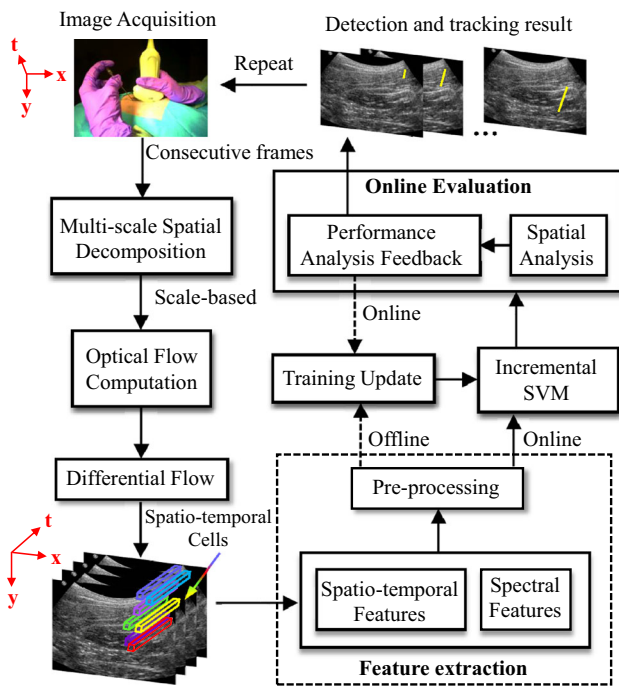 Image Acquisition
Detection and tracking result
t
x
y
Repeat
...
Consecutive frames
Multi-scale Spatial
Decomposition
Scale-based
Optical Flow
Computation
Differential Flow
Spatio-temporal
Cells
t
x
y
Online Evaluation
Performance
Analysis Feedback
Spatial
Analysis
Online
Training Update
Incremental
SVM
Offline
Online
Pre-processing
Spatio-temporal
Features
Spectral
Features
Feature extraction